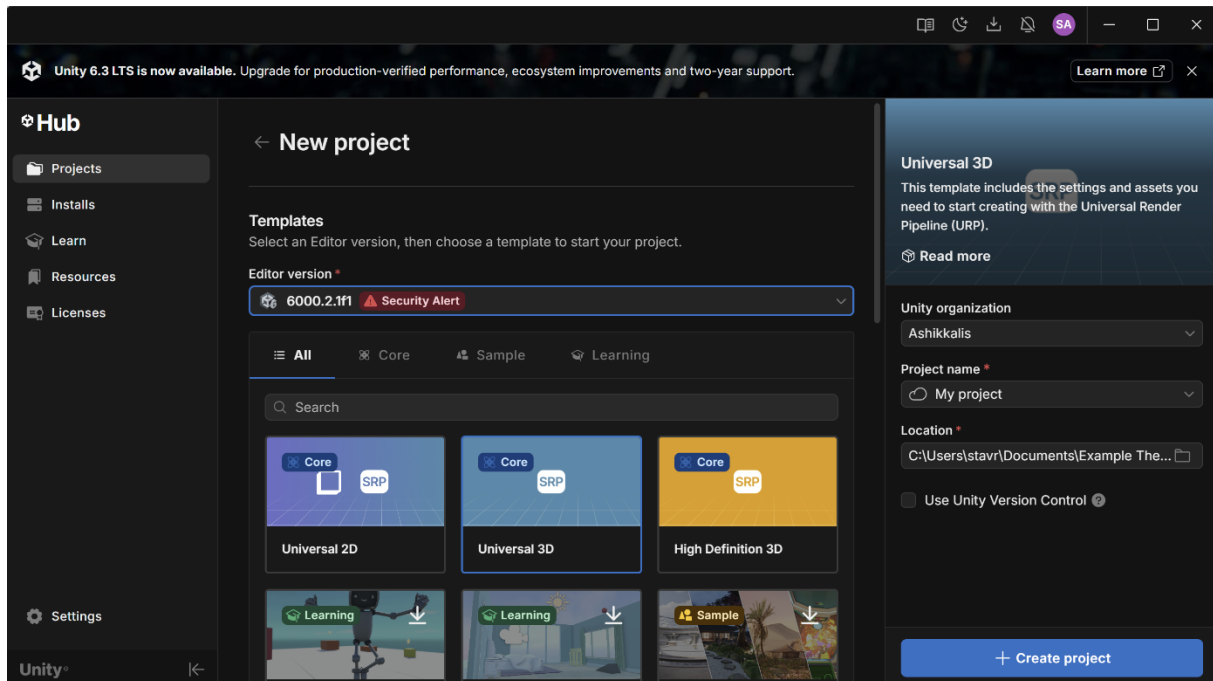 SA
Unity 6.3 LTS is now available. Upgrade for production-verified performance, ecosystem improvements and two-year support.
Learn more
Hub
Projects
Installs
Learn
Resources
Licenses
Settings
Unity
New project
Templates
Select an Editor version, then choose a template to start your project.
Editor version *
6000.2.1f1 Security Alert
All Core Sample Learning
Search
Core
SRP
Universal 2D
Core
SRP
Universal 3D
Core
SRP
High Definition 3D
Learning
Learning
Sample
SRP
Universal 3D
This template includes the settings and assets you
need to start creating with the Universal Render
Pipeline (URP).
Read more
Unity organization
Ashikkalis
Project name *
My project
Location *
C:\Users\stavr\Documents\Example The...
Use Unity Version Control ?
+ Create project